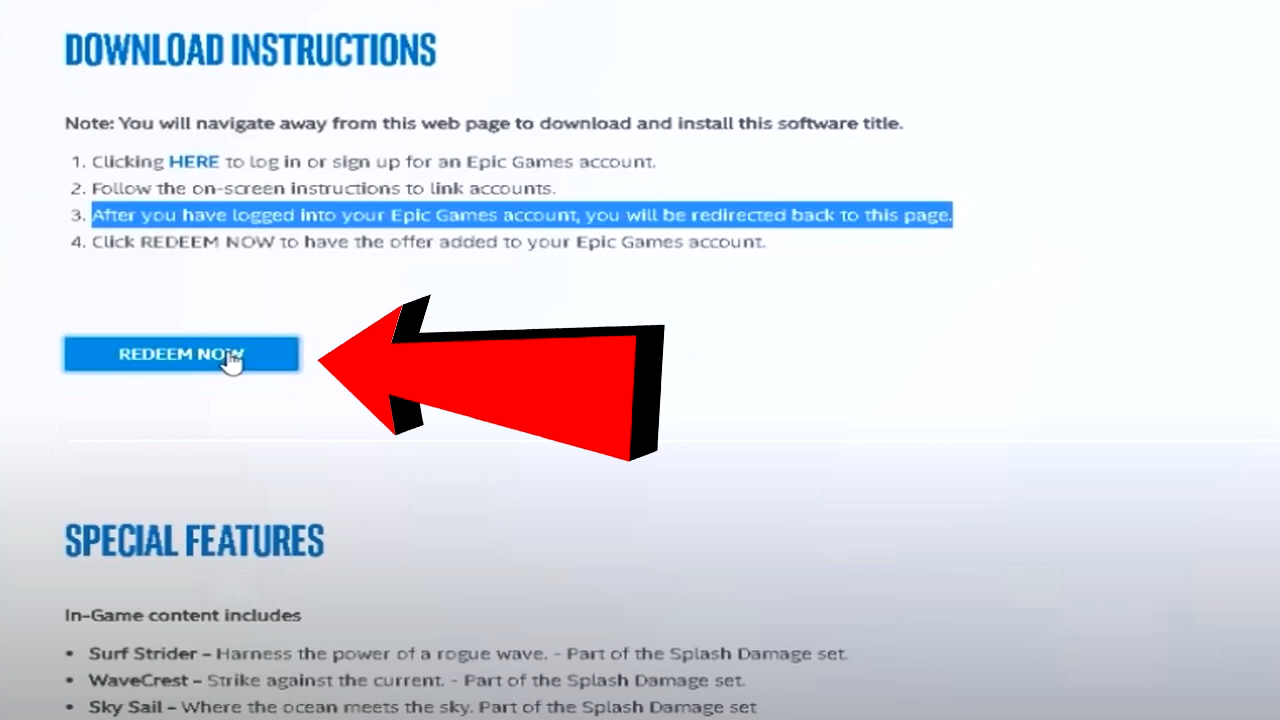 DOWNLOAD INSTRUCTIONS
Note: You will navigate away from this web page to download and install this software title.
1. Clicking HERE to log in or sign up for an Epic Games account.
2. Follow the on-screen instructions to link accounts.
3. After you have logged into your Epic Games account, you will be redirected back to this page.
4. Click REDEEM NOW to have the offer added to your Epic Games account.
REDEEM NOW
SPECIAL FEATURES
In-Game content includes
• Surf Strider – Harness the power of a rogue wave. - Part of the Splash Damage set.
• WaveCrest – Strike against the current. - Part of the Splash Damage set.
• Sky Sail – Where the ocean meets the sky. Part of the Splash Damage set